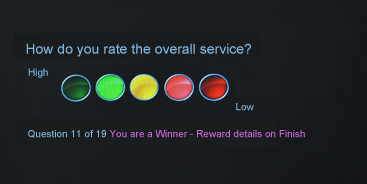 How do you rate the overall service?
High
Low
Question 11 of 19 You are a Winner - Reward details on Finish